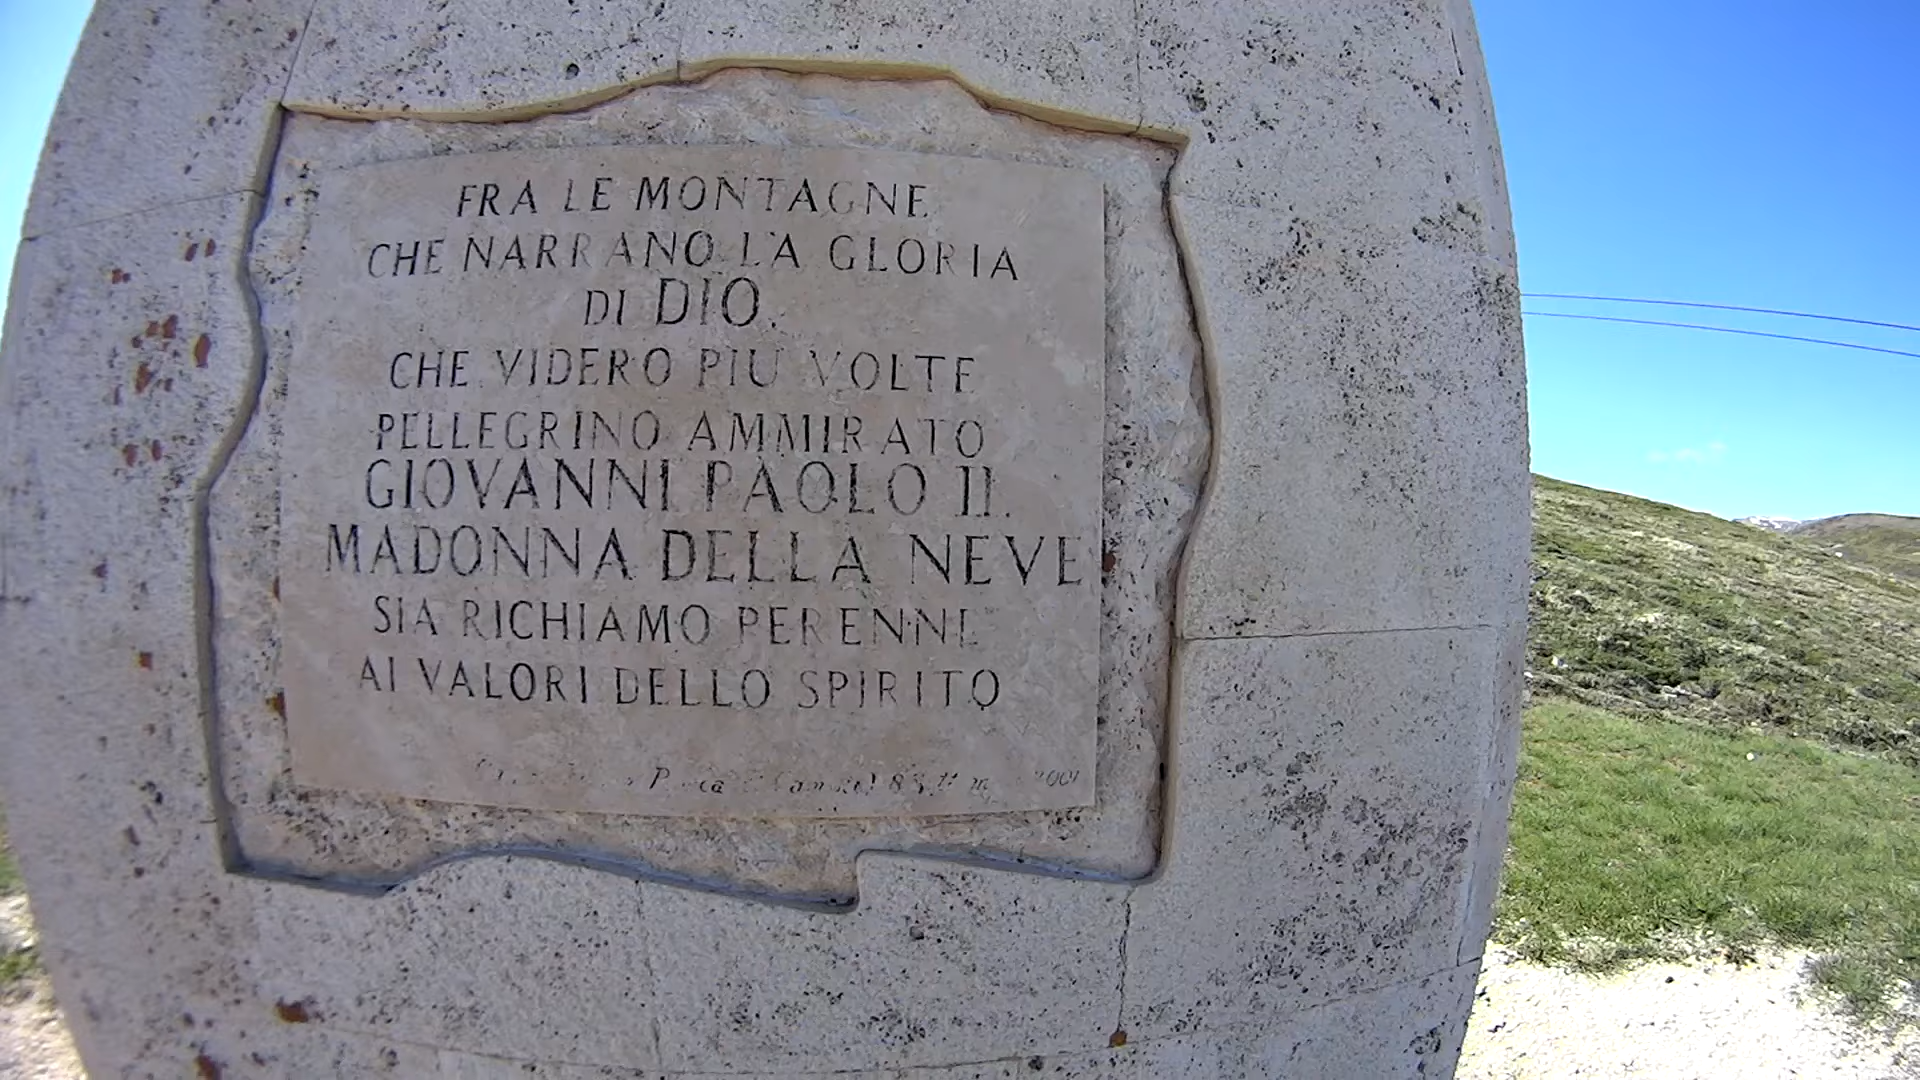 FRA LE MONTAGNE
CHE NARRANO LA GLORIA
DI DIO,
CHE VIDERO PIU VOLTE
PELLEGRINO AMMIRATO
GIOVANNI PAOLO II.
MADONNA DELLA NEVE
SIA RICHIAMO PERENNE
AI VALORI DELLO SPIRITO